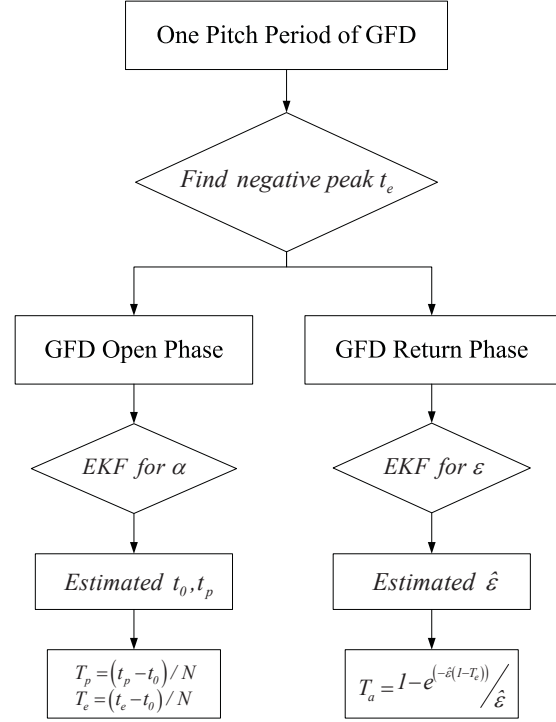 One Pitch Period of GFD
Find negative peak t_e
GFD Open Phase
GFD Return Phase
EKF for α
EKF for ε
Estimated t_0,t_p
Estimated ε̂
T_p=(t_p-t_0)/N
T_e=(t_e-t_0)/N
T_a=1-e^(-ε̂(1-T_e))/ε̂